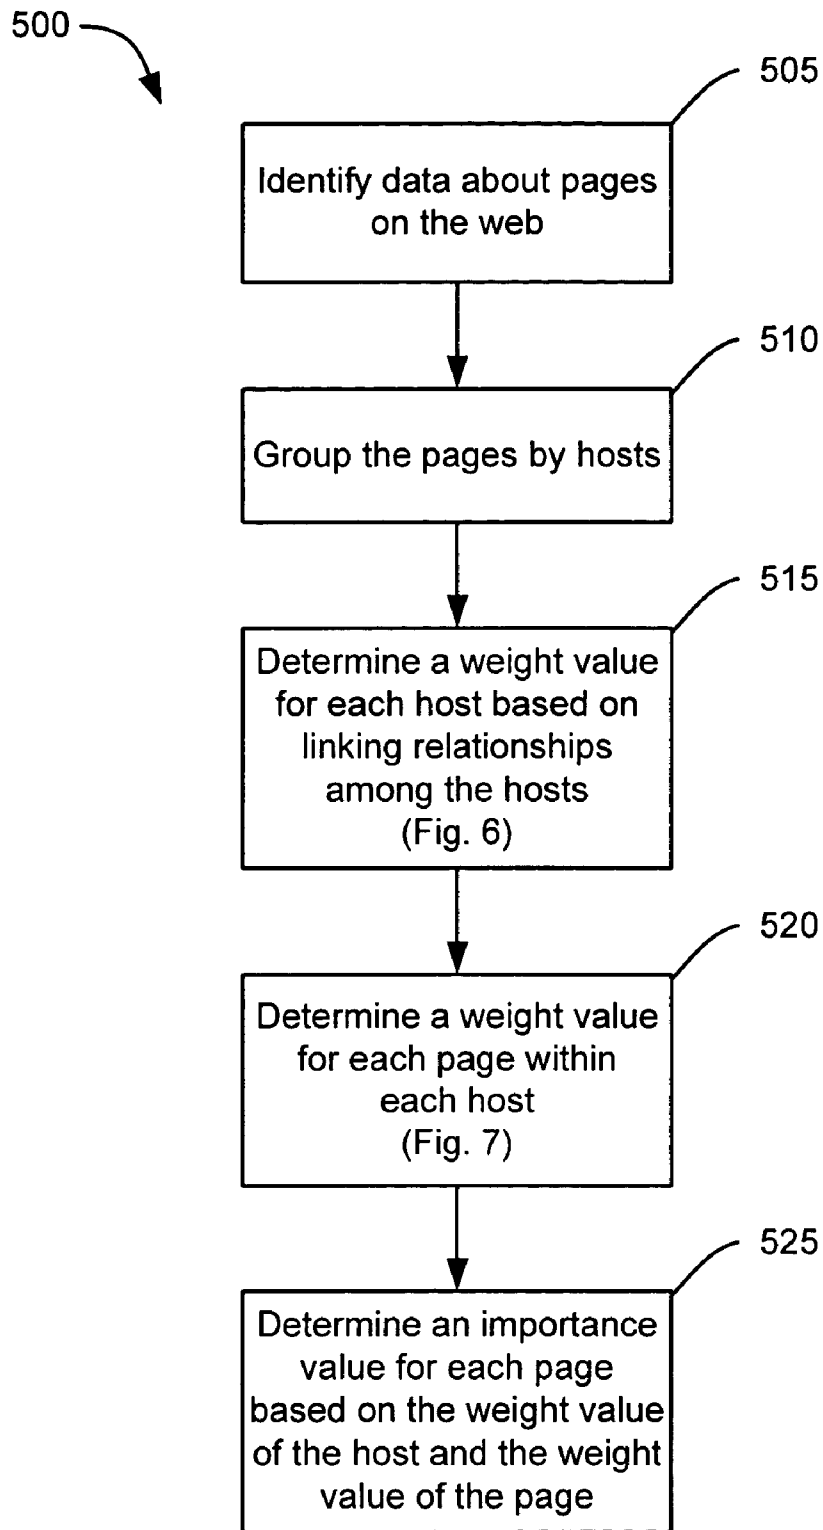 500
505
Identify data about pages
on the web
510
Group the pages by hosts
515
Determine a weight value
for each host based on
linking relationships
among the hosts
(Fig. 6)
520
Determine a weight value
for each page within
each host
(Fig. 7)
525
Determine an importance
value for each page
based on the weight value
of the host and the weight
value of the page